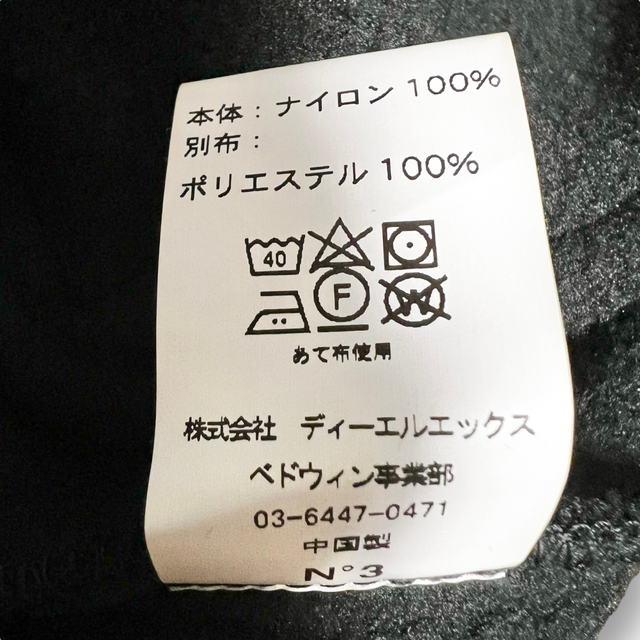 本体：ナイロン 100%
別布：
ポリエステル 100%
40
F W
あて布使用
株式会社 ディーエルエックス
ベドウィン事業部
03-6447-0471
中国製
N°3